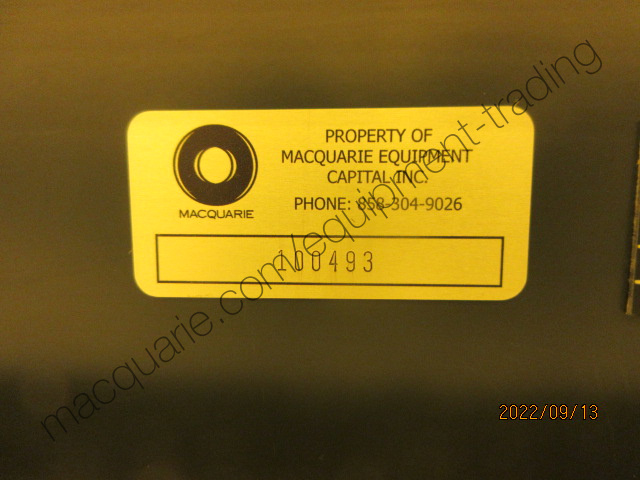 PROPERTY OF
MACQUARIE EQUIPMENT
CAPITAL INC.
PHONE: 858-304-9026
MACQUARIE
100493
macquarie.com/equipment-trading
2022/09/13